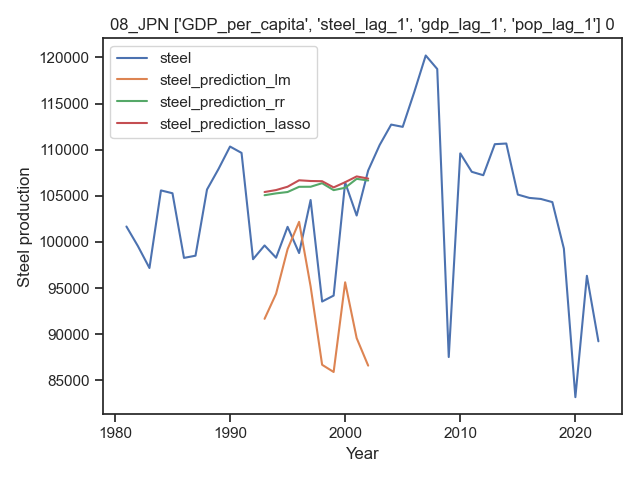 08_JPN ['GDP_per_capita', 'steel_lag_1', 'gdp_lag_1', 'pop_lag_1'] 0
steel
steel_prediction_lm
steel_prediction_rr
steel_prediction_lasso
Steel production
120000
115000
110000
105000
100000
95000
90000
85000
1980
1990
2000
2010
2020
Year